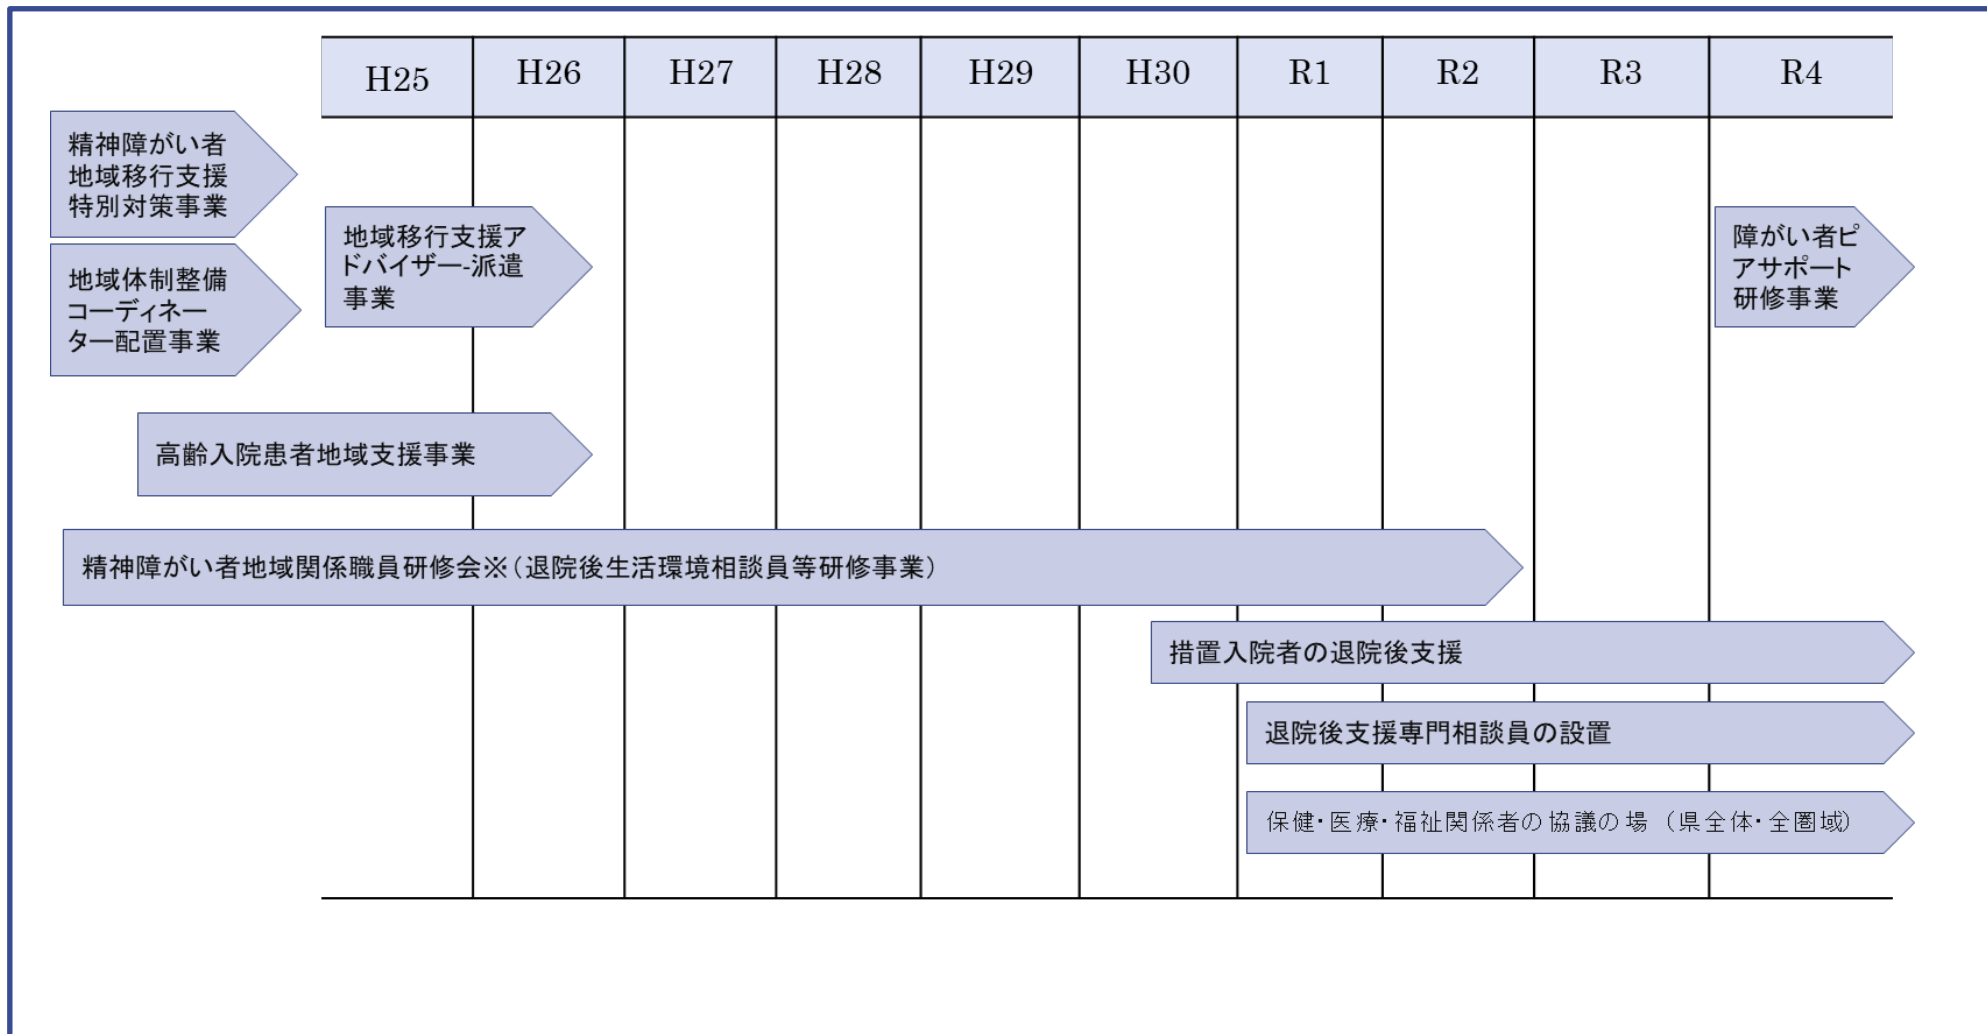 H25 H26 H27 H28 H29 H30 R1 R2 R3 R4
精神障がい者
地域移行支援
特別対策事業
地域体制整備
コーディネー
ター配置事業
地域移行支援ア
ドバイザー-派遣
事業
障がい者ピ
アサポート
研修事業
高齢入院患者地域支援事業
精神障がい者地域関係職員研修会※（退院後生活環境相談員等研修事業）
措置入院者の退院後支援
退院後支援専門相談員の設置
保健・医療・福祉関係者の協議の場（県全体・全圏域）